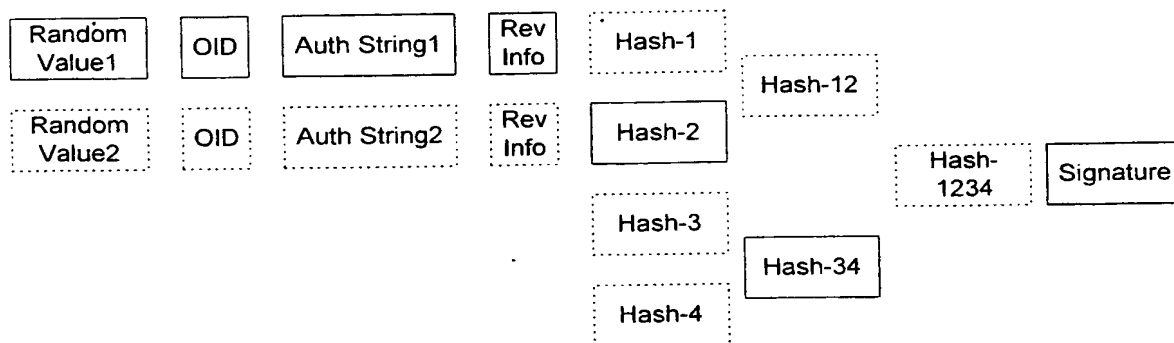 Random
Value1
OID
Auth String1
Rev
Info
Hash-1
Hash-12
Random
Value2
OID
Auth String2
Rev
Info
Hash-2
Hash-
1234
Signature
Hash-3
Hash-34
Hash-4